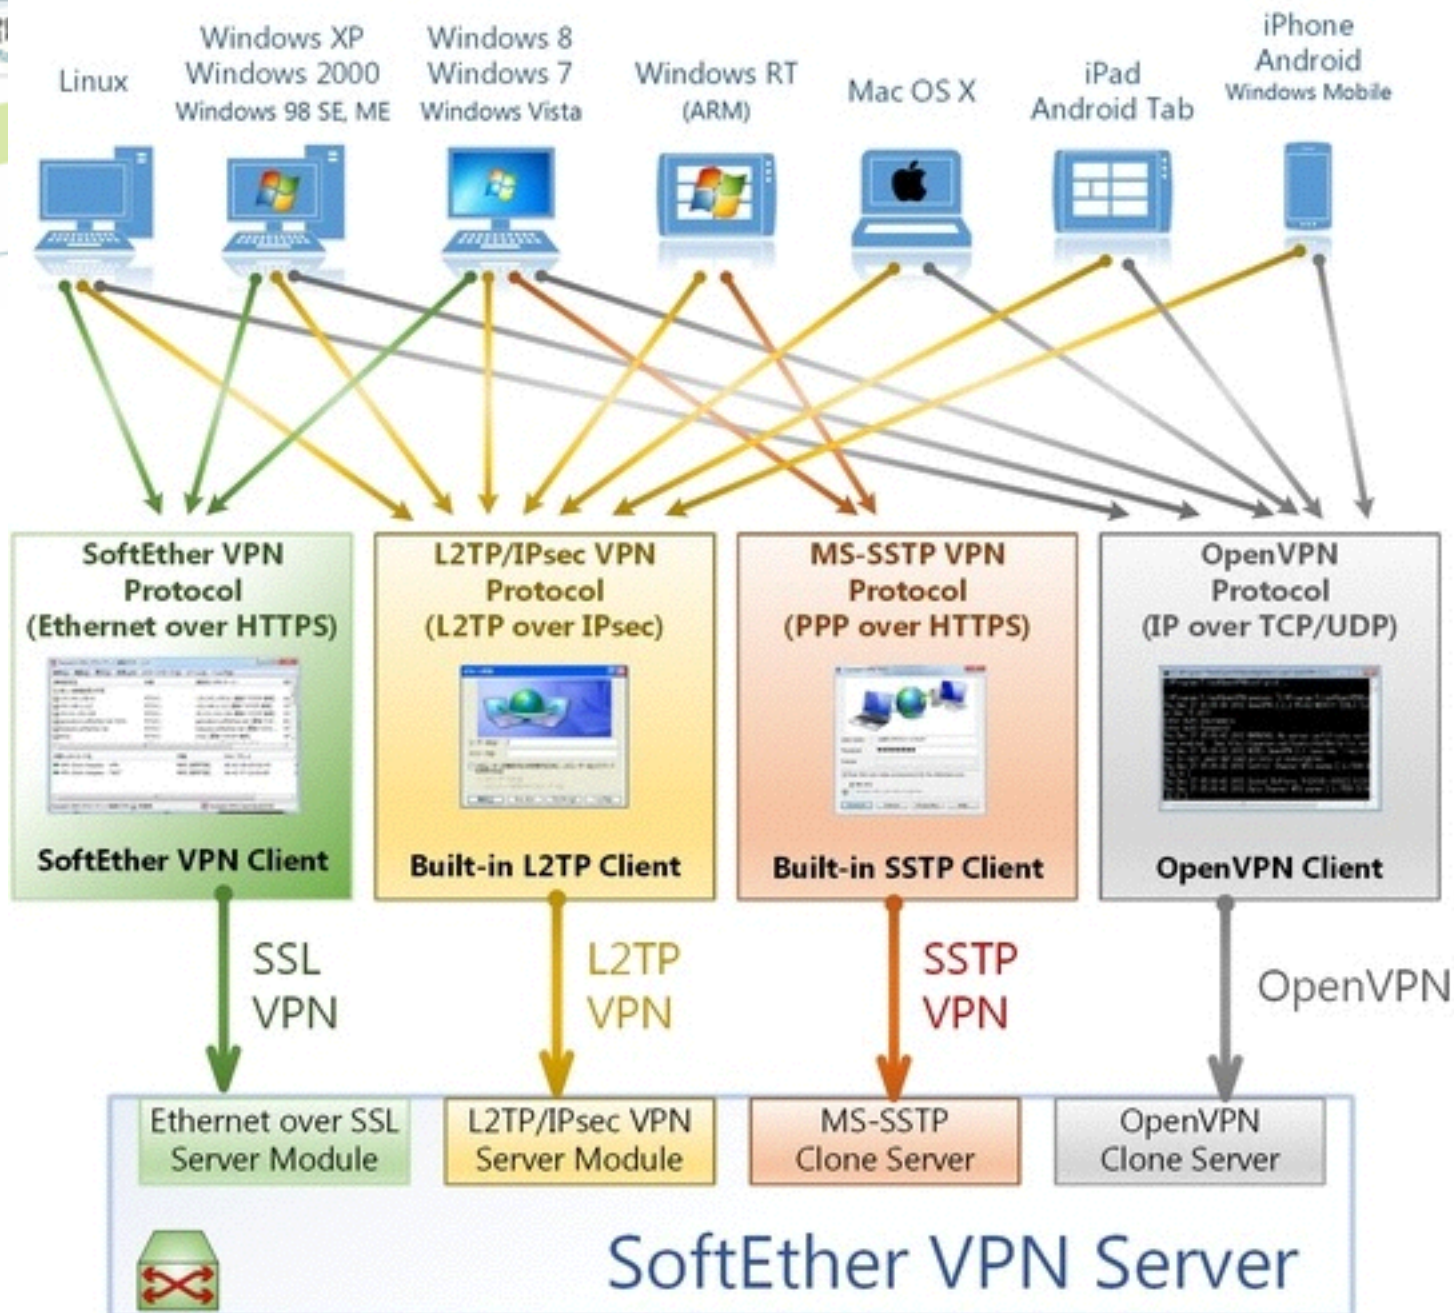 Linux
Windows XP
Windows 2000
Windows 98 SE, ME
Windows 8
Windows 7
Windows Vista
Windows RT
(ARM)
Mac OS X
iPad
Android Tab
iPhone
Android
Windows Mobile
SoftEther VPN
Protocol
(Ethernet over HTTPS)
SoftEther VPN Client
L2TP/IPsec VPN
Protocol
(L2TP over IPsec)
Built-in L2TP Client
MS-SSTP VPN
Protocol
(PPP over HTTPS)
Built-in SSTP Client
OpenVPN
Protocol
(IP over TCP/UDP)
OpenVPN Client
SSL
VPN
L2TP
VPN
SSTP
VPN
OpenVPN
Ethernet over SSL
Server Module
L2TP/IPsec VPN
Server Module
MS-SSTP
Clone Server
OpenVPN
Clone Server
SoftEther VPN Server